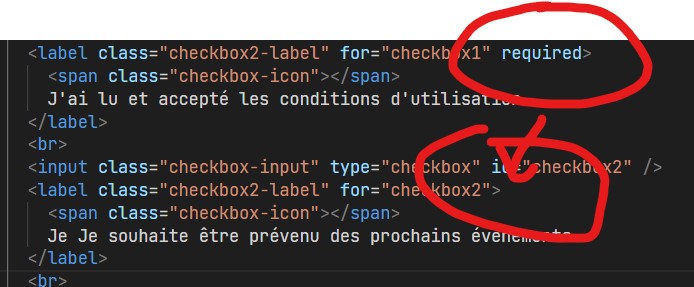 <label class="checkbox2-label" for="checkbox1" required>
<span class="checkbox-icon"></span>
J'ai lu et accepté les conditions d'utilisation
</label>
<br>
<input class="checkbox-input" type="checkbox" id="checkbox2" />
<label class="checkbox2-label" for="checkbox2">
<span class="checkbox-icon"></span>
Je Je souhaite être prévenu des prochains événements
</label>
<br>